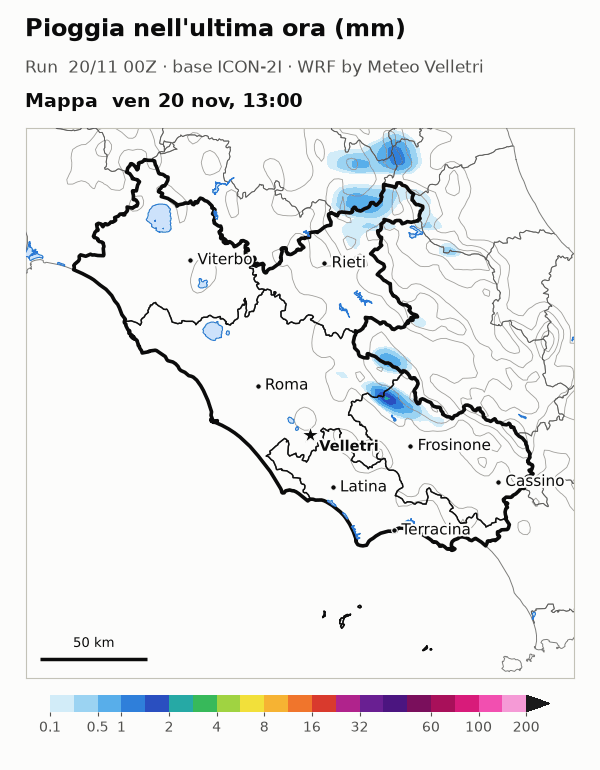 Pioggia nell'ultima ora (mm)
Run  20/11 00Z · base ICON-2I · WRF by Meteo Velletri
Mappa  ven 20 nov, 13:00
Viterbo
Rieti
Roma
Velletri
Frosinone
Latina
Cassino
Terracina
50 km
0.1 0.5 1 2 4 8 16 32 60 100 200